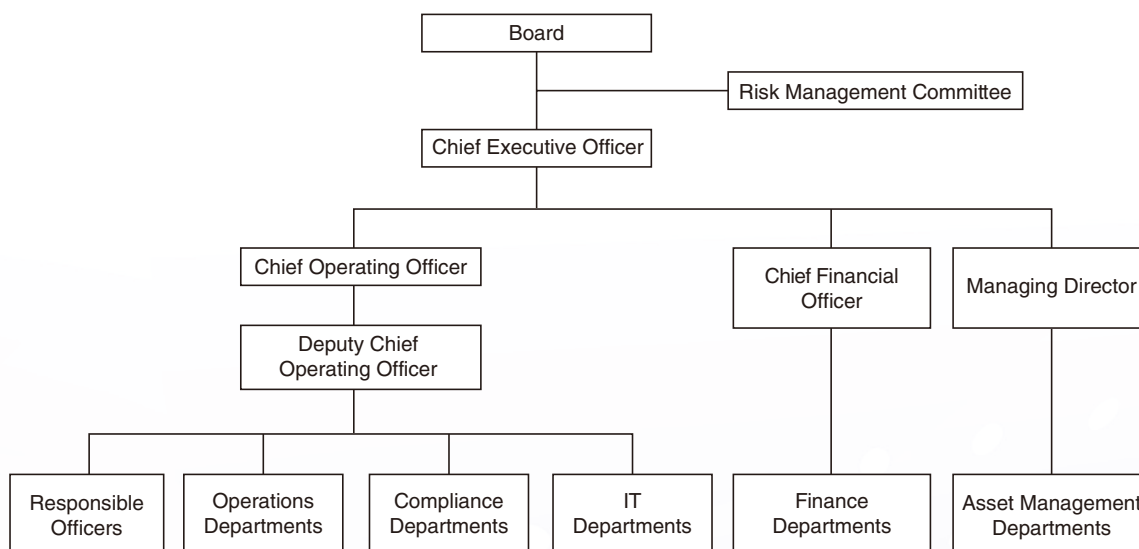 Board
Risk Management Committee
Chief Executive Officer
Chief Operating Officer
Chief Financial
Officer
Managing Director
Deputy Chief
Operating Officer
Responsible
Officers
Operations
Departments
Compliance
Departments
IT
Departments
Finance
Departments
Asset Management
Departments